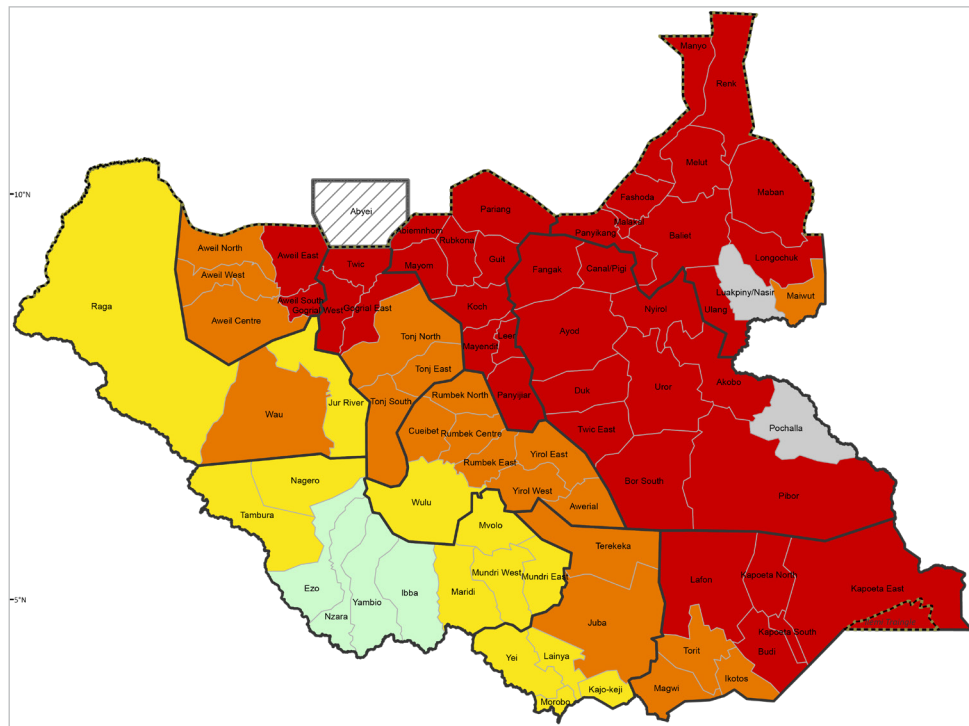 Manyo
Renk
Melut
Maban
10°N
Fashoda
Abyei
Pariang
Malakal
Panyikang
Baliet
Abiemnhom
Rubkona
Aweil North
Aweil East
Twic
Mayom
Guit
Longochuk
Fangak
Canal/Pigi
Aweil West
Luakpiny/Nasir
Maiwut
Raga
Aweil South
Gogrial West
Gogrial East
Koch
Nyirol
Ulang
Aweil Centre
Ayod
Tonj North
Leer
Mayendit
Tonj East
Akobo
Uror
Duk
Tonj South
Rumbek North
Panyijiar
Jur River
Wau
Pochalla
Cueibet
Rumbek Centre
Twic East
Yirol East
Rumbek East
Nagero
Bor South
Yirol West
Pibor
Wulu
Awerial
Tambura
Mvolo
Terekeka
Mundri West
Mundri East
Lafon
Kapoeta North
Ezo
Ibba
Maridi
Kapoeta East
Yambio
5°N
Nzara
Juba
Kapoeta South
Torit
Budi
Yei
Lainya
Ikotos
Magwi
Kajo-keji
Morobo